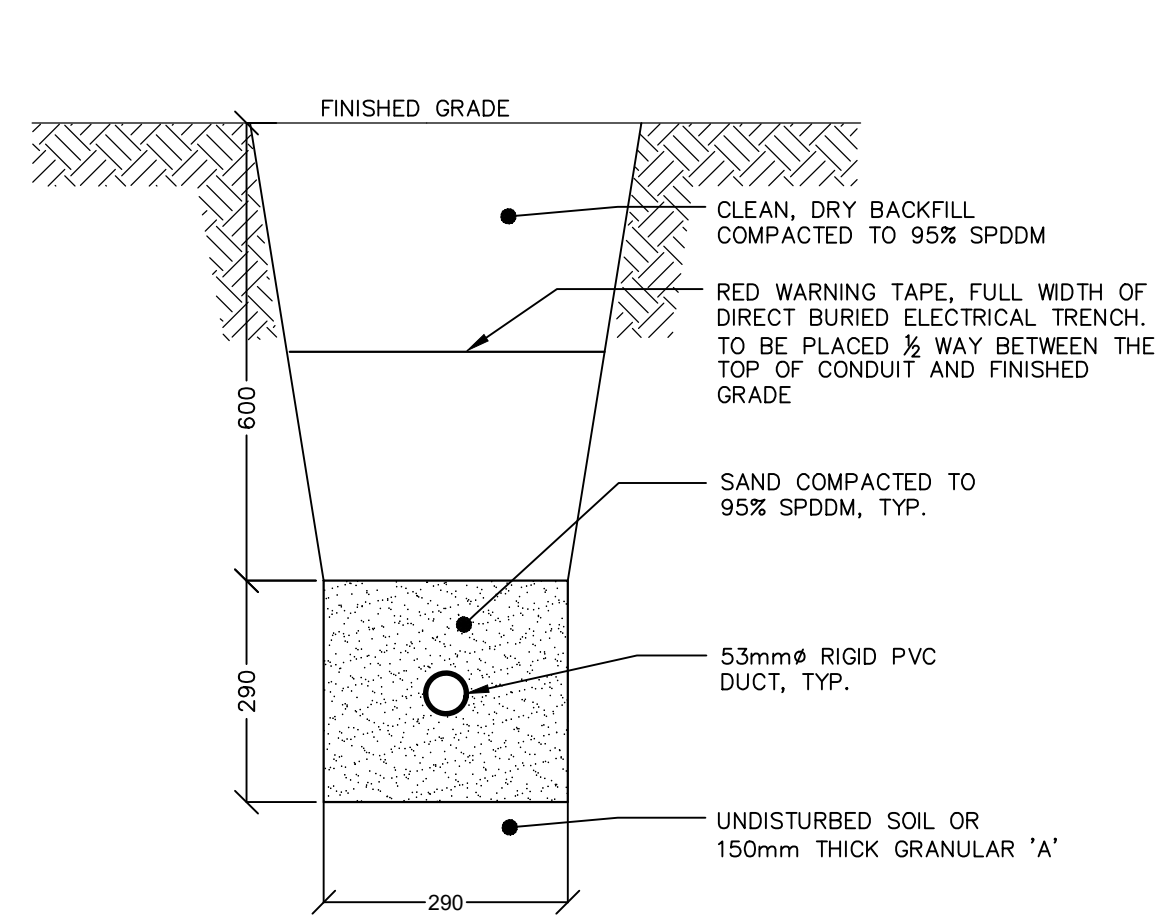 FINISHED GRADE
CLEAN, DRY BACKFILL
COMPACTED TO 95% SPDDM
RED WARNING TAPE, FULL WIDTH OF
DIRECT BURIED ELECTRICAL TRENCH.
TO BE PLACED ½ WAY BETWEEN THE
TOP OF CONDUIT AND FINISHED
GRADE
600
SAND COMPACTED TO
95% SPDDM, TYP.
53mmø RIGID PVC
DUCT, TYP.
290
UNDISTURBED SOIL OR
150mm THICK GRANULAR 'A'
290